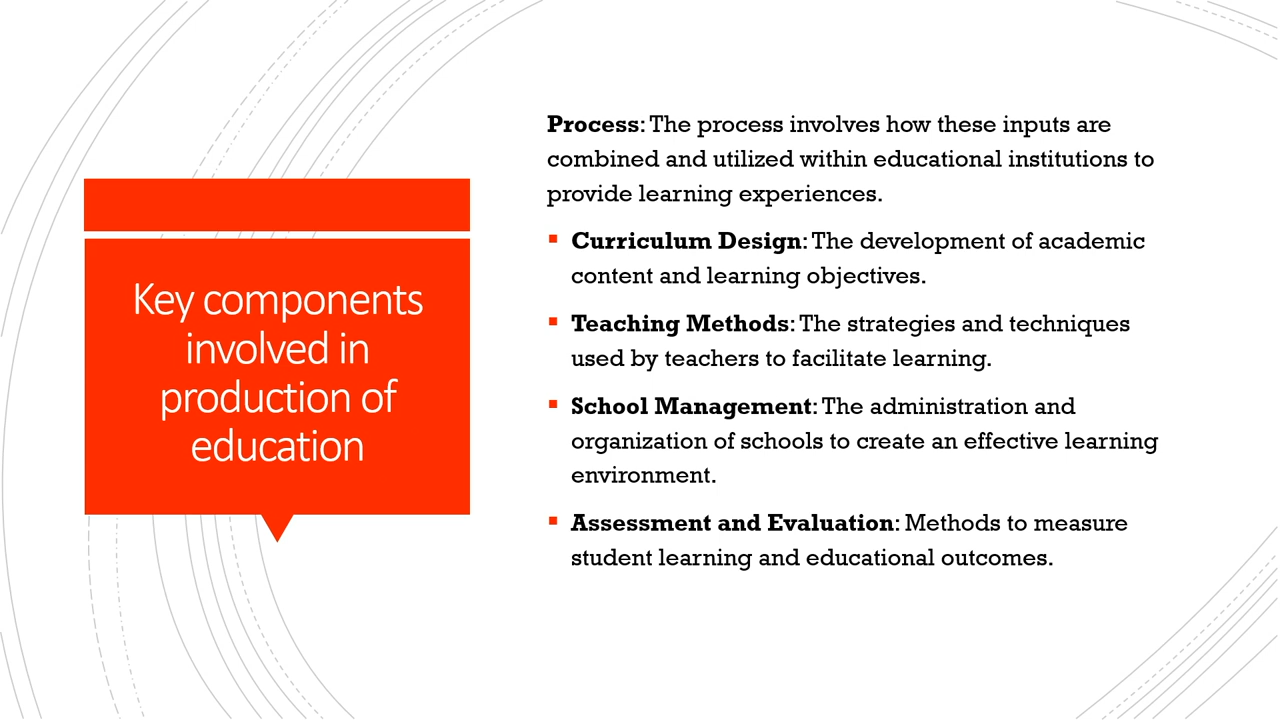 Key components
involved in
production of
education
Process: The process involves how these inputs are
combined and utilized within educational institutions to
provide learning experiences.
▪ Curriculum Design: The development of academic
content and learning objectives.
▪ Teaching Methods: The strategies and techniques
used by teachers to facilitate learning.
▪ School Management: The administration and
organization of schools to create an effective learning
environment.
▪ Assessment and Evaluation: Methods to measure
student learning and educational outcomes.